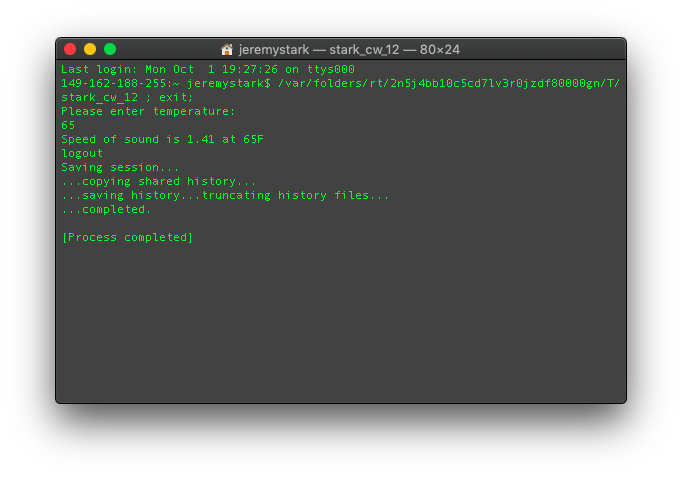 jeremystark — stark_cw_12 — 80×24
Last login: Mon Oct  1 19:27:26 on ttys000
149-162-188-255:~ jeremystark$ /var/folders/rt/2n5j4bb10c5cd7lv3r0jzdf80000gn/T/
stark_cw_12 ; exit;
Please enter temperature:
65
Speed of sound is 1.41 at 65F
logout
Saving session...
...copying shared history...
...saving history...truncating history files...
...completed.
[Process completed]